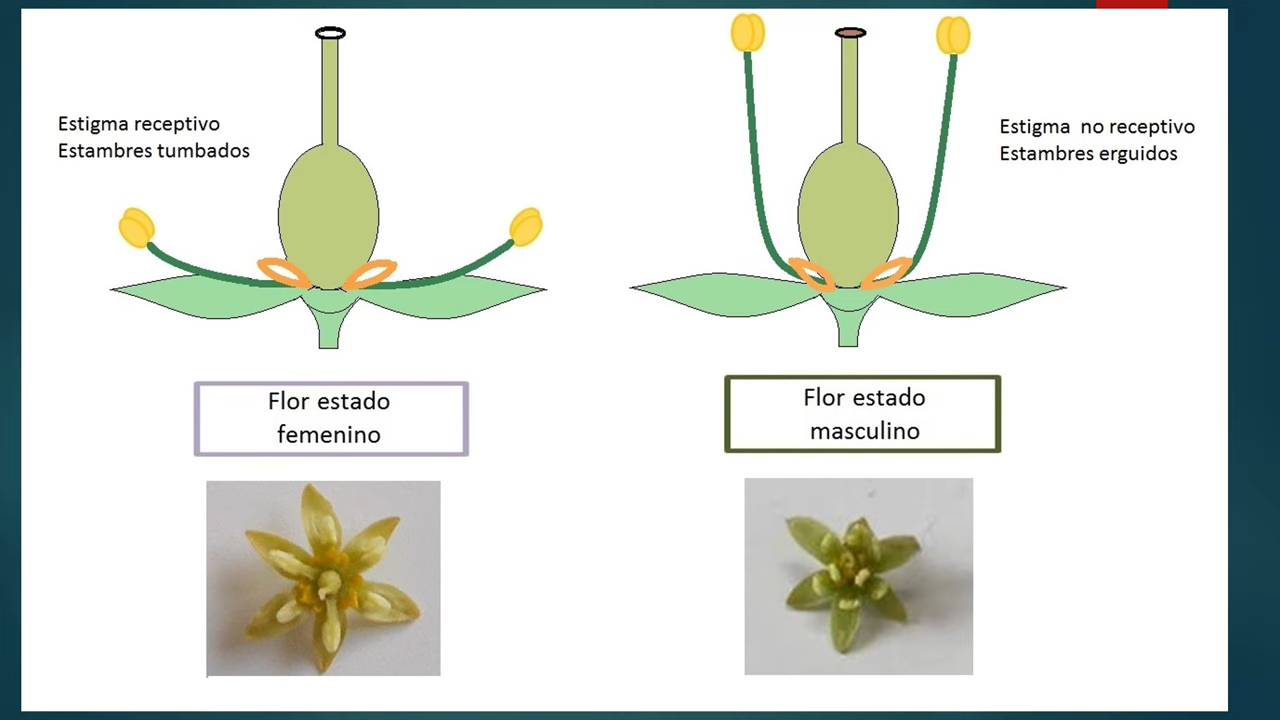 Estigma receptivo
Estambres tumbados
Estigma no receptivo
Estambres erguidos
Flor estado
femenino
Flor estado
masculino